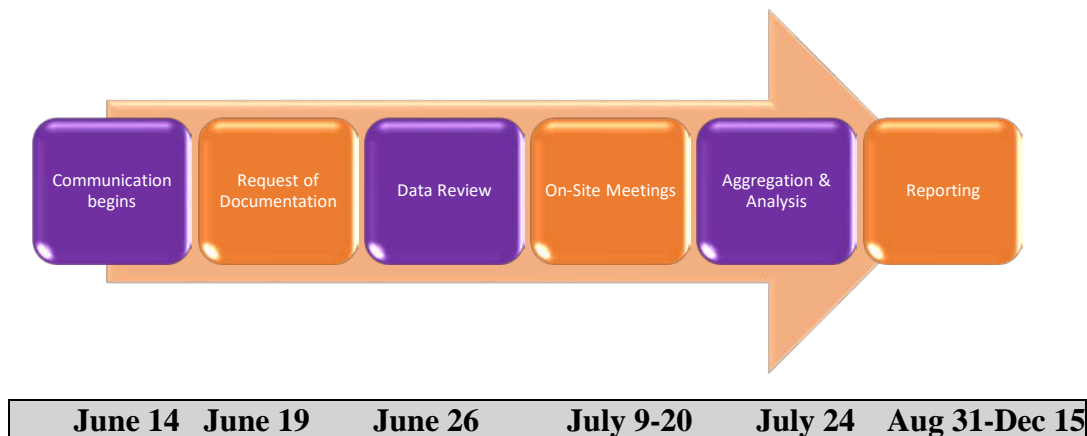 Communication
begins
Request of
Documentation
Data Review
On-Site Meetings
Aggregation &
Analysis
Reporting
June 14 June 19 June 26 July 9-20 July 24 Aug 31-Dec 15